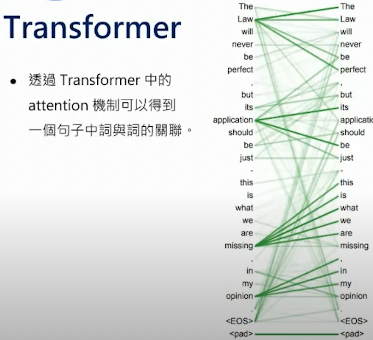 Transformer
• 透過 Transformer 中的
attention 機制可以得到
一個句子中詞與詞的關聯。
The The
Law Law
will will
never never
be be
perfect perfect
, ,
but but
its its
application application
should should
be be
just just
- -
this this
is is
what what
we we
are are
missing missing
, ,
in in
my my
opinion opinion
. .
<EOS> <EOS>
<pad> <pad>